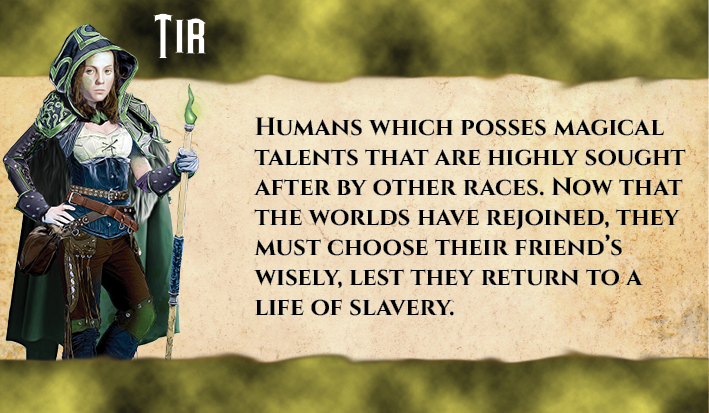 Tir
Humans which posses magical
talents that are highly sought
after by other races. Now that
the worlds have rejoined, they
must choose their friend's
wisely, lest they return to a
life of slavery.